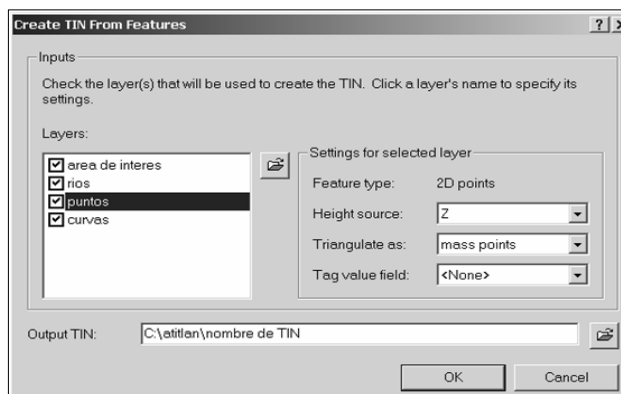 Create TIN From Features
Inputs
Check the layer(s) that will be used to create the TIN. Click a layer's name to specify its
settings.
Layers:
area de interes
rios
puntos
curvas
Settings for selected layer
Feature type: 2D points
Height source: Z
Triangulate as: mass points
Tag value field: <None>
Output TIN: C:\atitlan\nombre de TIN
OK Cancel